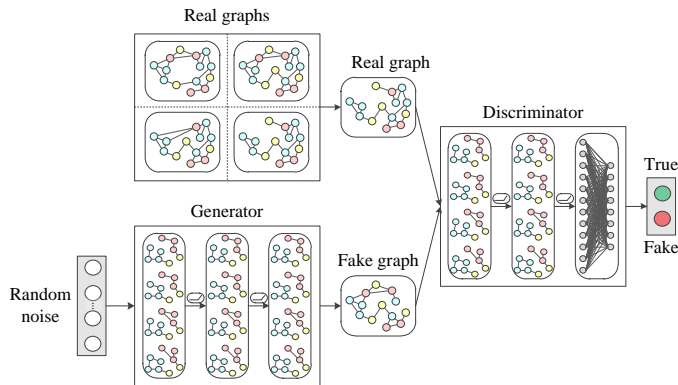 Real graphs
Real graph
Discriminator
True
Fake
Generator
Fake graph
Random
noise